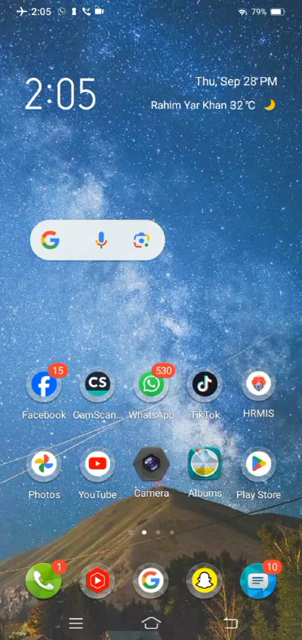 2:05
79%
2:05
Thu, Sep 28 PM
Rahim Yar Khan 32 °C
15
CS
530
Facebook
CamScan...
WhatsApp
TikTok
HRMIS
Photos
YouTube
Camera
Albums
Play Store
1
10